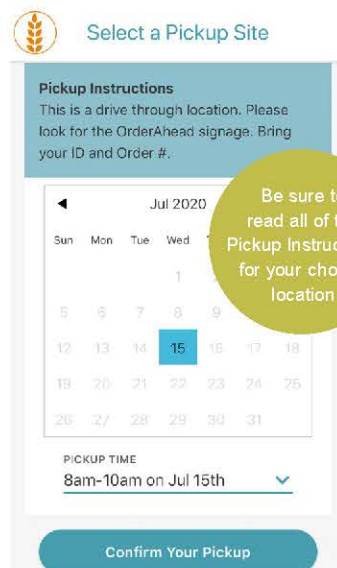 Select a Pickup Site
Pickup Instructions
This is a drive through location. Please
look for the OrderAhead signage. Bring
your ID and Order #.
Jul 2020
Sun Mon Tue Wed
1
5 6 7 8 9
12 13 14 15 16 17 18
19 20 21 22 23 24 25
26 27 28 29 30 31
Be sure
read all of
Pickup
for your
location
PICKUP TIME
8am-10am on Jul 15th
Confirm Your Pickup